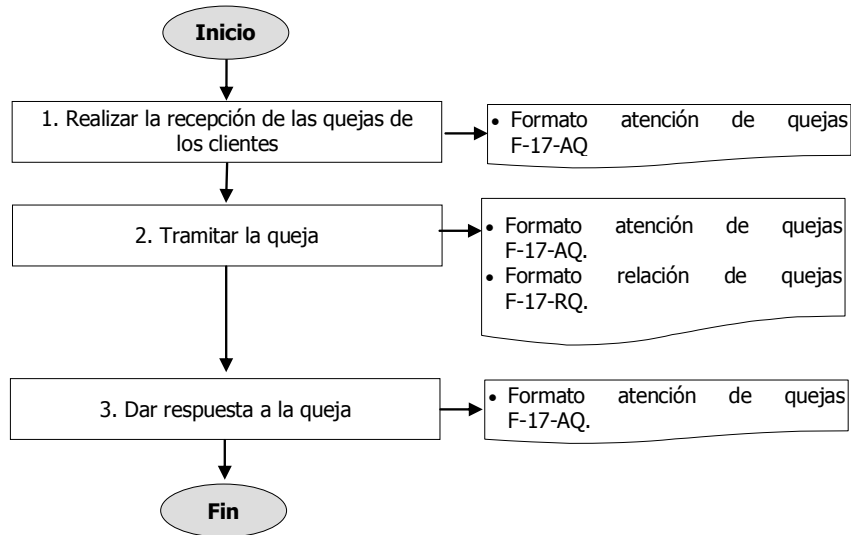 Inicio
1. Realizar la recepción de las quejas de
los clientes
• Formato atención de quejas
F-17-AQ
2. Tramitar la queja
• Formato atención de quejas
F-17-AQ.
• Formato relación de quejas
F-17-RQ.
3. Dar respuesta a la queja
• Formato atención de quejas
F-17-AQ.
Fin